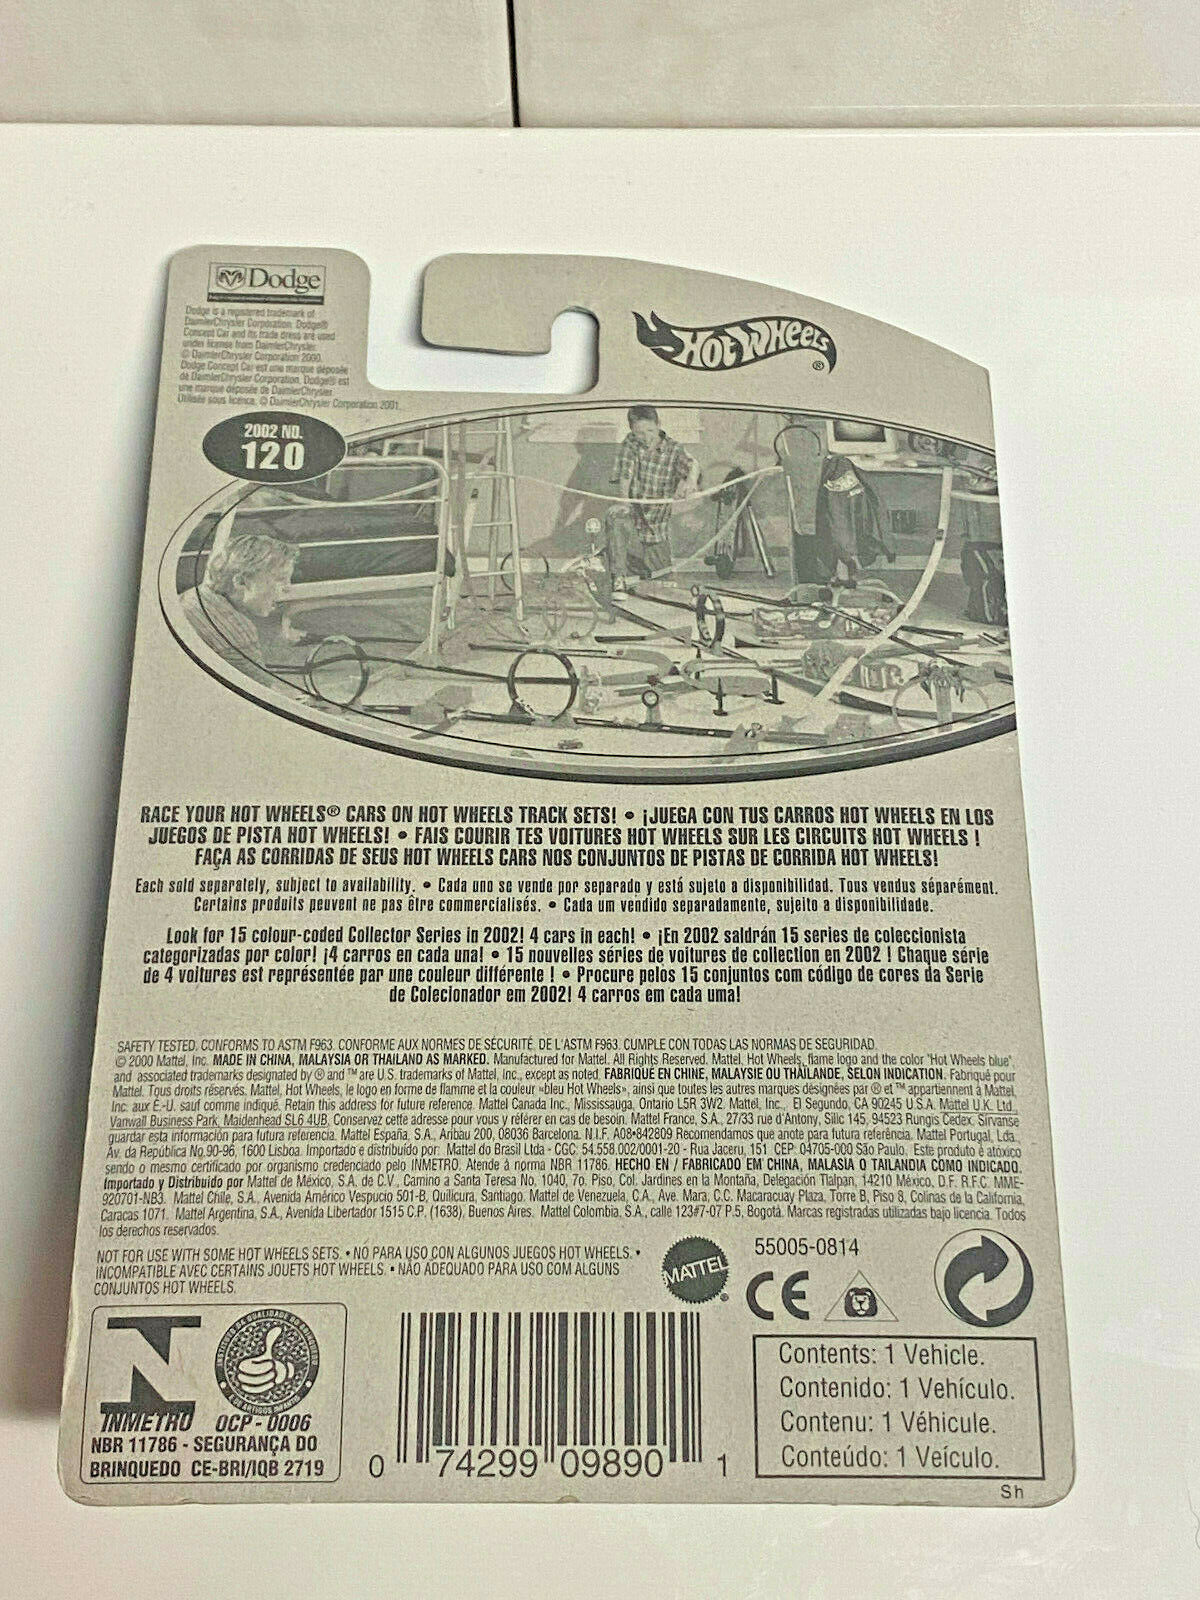 Dodge
Dodge is a registered trademark of
DaimlerChrysler Corporation. Dodge®
Concept Car and its trade dress are used
under license from DaimlerChrysler.
© DaimlerChrysler Corporation 2000.
Dodge Concept Car est une marque déposée
de DaimlerChrysler Corporation. Dodge® est
une marque déposée de DaimlerChrysler
Utilisée sous licence. © DaimlerChrysler Corporation 2001.
HOT WHEELS®
2002 NO.
120
RACE YOUR HOT WHEELS® CARS ON HOT WHEELS TRACK SETS! • ¡JUEGA CON TUS CARROS HOT WHEELS EN LOS
JUEGOS DE PISTA HOT WHEELS! • FAIS COURIR TES VOITURES HOT WHEELS SUR LES CIRCUITS HOT WHEELS !
FAÇA AS CORRIDAS DE SEUS HOT WHEELS CARS NOS CONJUNTOS DE PISTAS DE CORRIDA HOT WHEELS!
Each sold separately, subject to availability. • Cada uno se vende por separado y está sujeto a disponibilidad. Tous vendus séparément.
Certains produits peuvent ne pas être commercialisés. • Cada um vendido separadamente, sujeito a disponibilidade.
Look for 15 colour-coded Collector Series in 2002! 4 cars in each! • ¡En 2002 saldrán 15 series de coleccionista
categorizadas por color! ¡4 carros en cada una! • 15 nouvelles séries de voitures de collection en 2002 ! Chaque série
de 4 voitures est représentée par une couleur différente ! • Procure pelos 15 conjuntos com código de cores da Serie
de Colecionador em 2002! 4 carros em cada uma!
SAFETY TESTED. CONFORMS TO ASTM F963. CONFORME AUX NORMES DE SÉCURITÉ DE L'ASTM F963. CUMPLE CON TODAS LAS NORMAS DE SEGURIDAD.
© 2000 Mattel, Inc. MADE IN CHINA, MALAYSIA OR THAILAND AS MARKED. Manufactured for Mattel. All Rights Reserved. Mattel, Hot Wheels, flame logo and the color "Hot Wheels blue",
and associated trademarks designated by ® and ™ are U.S. trademarks of Mattel, Inc., except as noted. FABRIQUÉ EN CHINE, MALAYSIE OU THAÏLANDE, SELON INDICATION. Fabriqué pour
Mattel. Tous droits réservés. Mattel, Hot Wheels, le logo en forme de flamme et la couleur «bleu Hot Wheels», ainsi que toutes les autres marques désignées par ® et ™ appartiennent à Mattel,
Inc. aux É.-U. sauf comme indiqué. Retain this address for future reference. Mattel Canada Inc., Mississauga, Ontario L5R 3W2. Mattel, Inc., El Segundo, CA 90245 U.S.A. Mattel U.K. Ltd.,
Vanwall Business Park, Maidenhead SL6 4UB. Conservez cette adresse pour vous y référer en cas de besoin. Mattel France, S.A., 27/33 rue d'Antony, Silic 145, 94523 Rungis Cedex. Sírvanse
guardar esta información para futura referencia. Mattel España, S.A., Aribau 200, 08036 Barcelona. N.I.F. A08-842809 Recomendamos que anote para futura referência. Mattel Portugal, Lda.,
Av. da República No.90-96, 1600 Lisboa. Importado e distribuído por: Mattel do Brasil Ltda - CGC: 54.558.002/0001-20 - Rua Jaceru, 151 CEP: 04705-000 São Paulo. Este produto é atóxico
sendo o mesmo certificado por organismo credenciado pelo INMETRO. Atende à norma NBR 11786. HECHO EN / FABRICADO EM CHINA, MALASIA O TAILANDIA COMO INDICADO.
Importado y Distribuido por Mattel de México, S.A. de C.V., Camino a Santa Teresa No. 1040, 7o. Piso, Col. Jardines en la Montaña, Delegación Tlalpan, 14210 México, D.F. R.F.C. MME-
920701-NB3. Mattel Chile, S.A., Avenida Américo Vespucio 501-B, Quilicura, Santiago. Mattel de Venezuela, C.A., Ave. Mara, C.C. Macaracuay Plaza, Torre B, Piso 8, Colinas de la California,
Caracas 1071. Mattel Argentina, S.A., Avenida Libertador 1515 C.P. (1638), Buenos Aires. Mattel Colombia, S.A., calle 123#7-07 P.5, Bogotá. Marcas registradas utilizadas bajo licencia. Todos
los derechos reservados.
NOT FOR USE WITH SOME HOT WHEELS SETS. • NO PARA USO CON ALGUNOS JUEGOS HOT WHEELS. •
INCOMPATIBLE AVEC CERTAINS JOUETS HOT WHEELS. • NÃO ADEQUADO PARA USO COM ALGUNS
CONJUNTOS HOT WHEELS.
MATTEL®
55005-0814
CE
INMETRO OCP-0006
NBR 11786 - SEGURANÇA DO
BRINQUEDO CE-BRI/IQB 2719
0 74299 09890 1
Contents: 1 Vehicle.
Contenido: 1 Vehículo.
Contenu: 1 Véhicule.
Conteúdo: 1 Veículo.
Sh